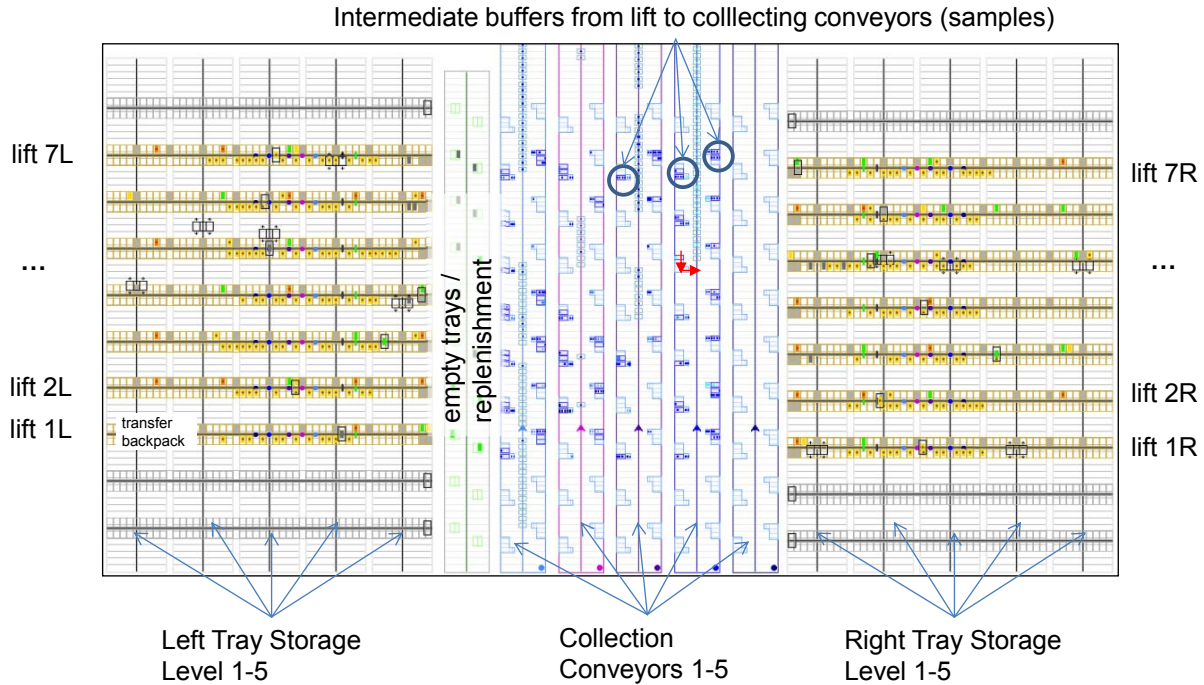 Intermediate buffers from lift to colllecting conveyors (samples)
lift 7L
...
lift 2L
lift 1L
transfer
backpack
empty trays /
replenishment
lift 7R
...
lift 2R
lift 1R
Left Tray Storage
Level 1-5
Collection
Conveyors 1-5
Right Tray Storage
Level 1-5